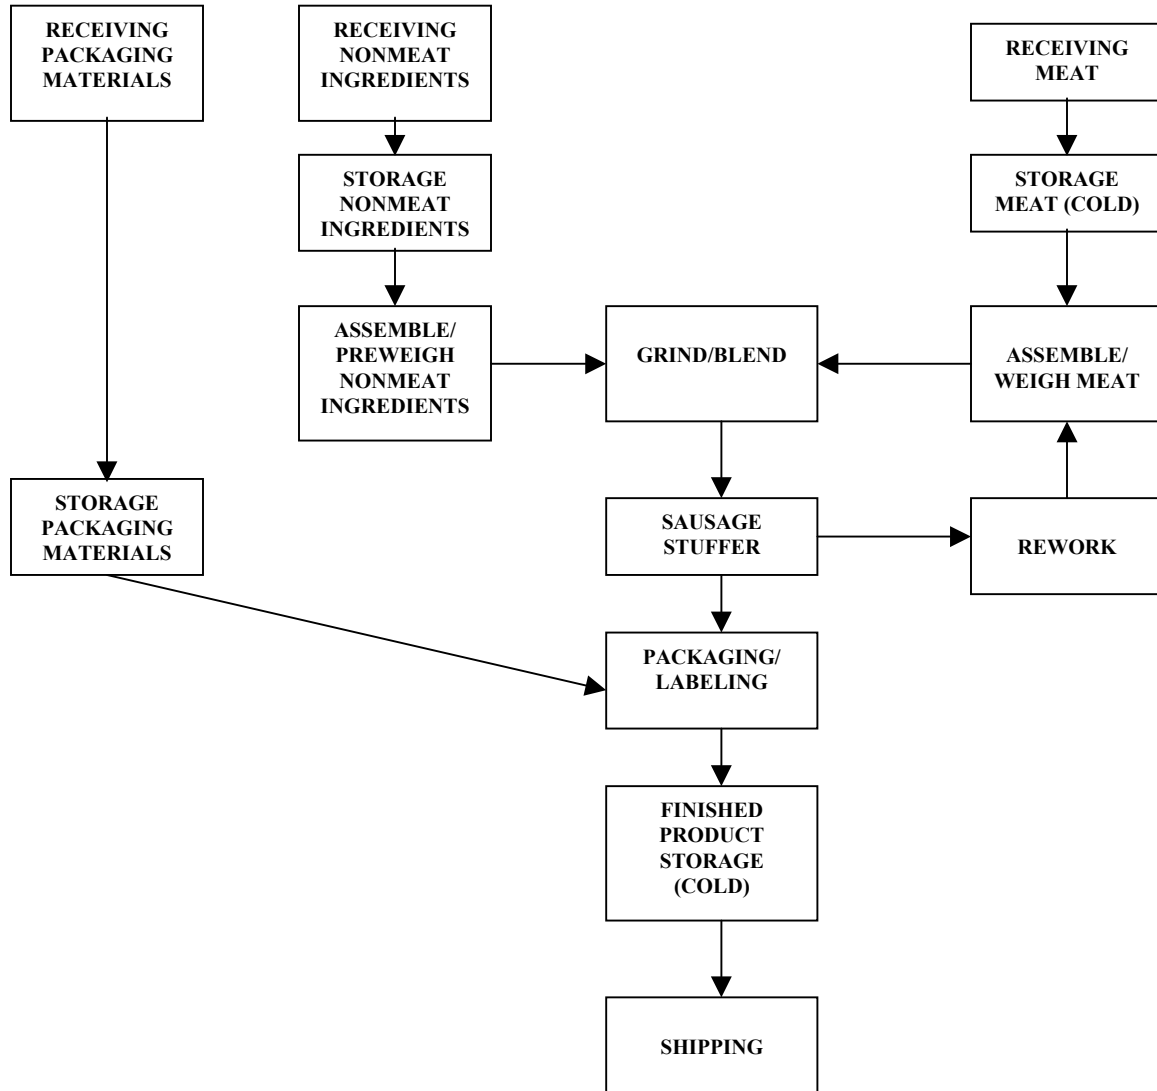 RECEIVING
PACKAGING
MATERIALS
RECEIVING
NONMEAT
INGREDIENTS
RECEIVING
MEAT
STORAGE
NONMEAT
INGREDIENTS
STORAGE
MEAT (COLD)
ASSEMBLE/
PREWEIGH
NONMEAT
INGREDIENTS
GRIND/BLEND
ASSEMBLE/
WEIGH MEAT
STORAGE
PACKAGING
MATERIALS
SAUSAGE
STUFFER
REWORK
PACKAGING/
LABELING
FINISHED
PRODUCT
STORAGE
(COLD)
SHIPPING